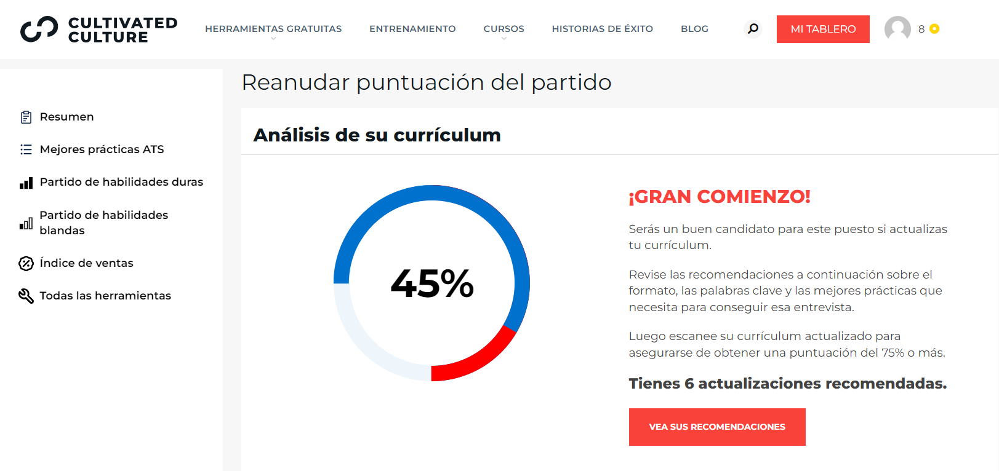 CULTIVATED
CULTURE
HERRAMIENTAS GRATUITAS
ENTRENAMIENTO
CURSOS
HISTORIAS DE ÉXITO
BLOG
MI TABLERO
8
Resumen
Mejores prácticas ATS
Partido de habilidades duras
Partido de habilidades
blandas
Índice de ventas
Todas las herramientas
Reanudar puntuación del partido
Análisis de su currículum
45%
¡GRAN COMIENZO!
Serás un buen candidato para este puesto si actualizas
tu currículum.
Revise las recomendaciones a continuación sobre el
formato, las palabras clave y las mejores prácticas que
necesita para conseguir esa entrevista.
Luego escanee su currículum actualizado para
asegurarse de obtener una puntuación del 75% o más.
Tienes 6 actualizaciones recomendadas.
VEA SUS RECOMENDACIONES